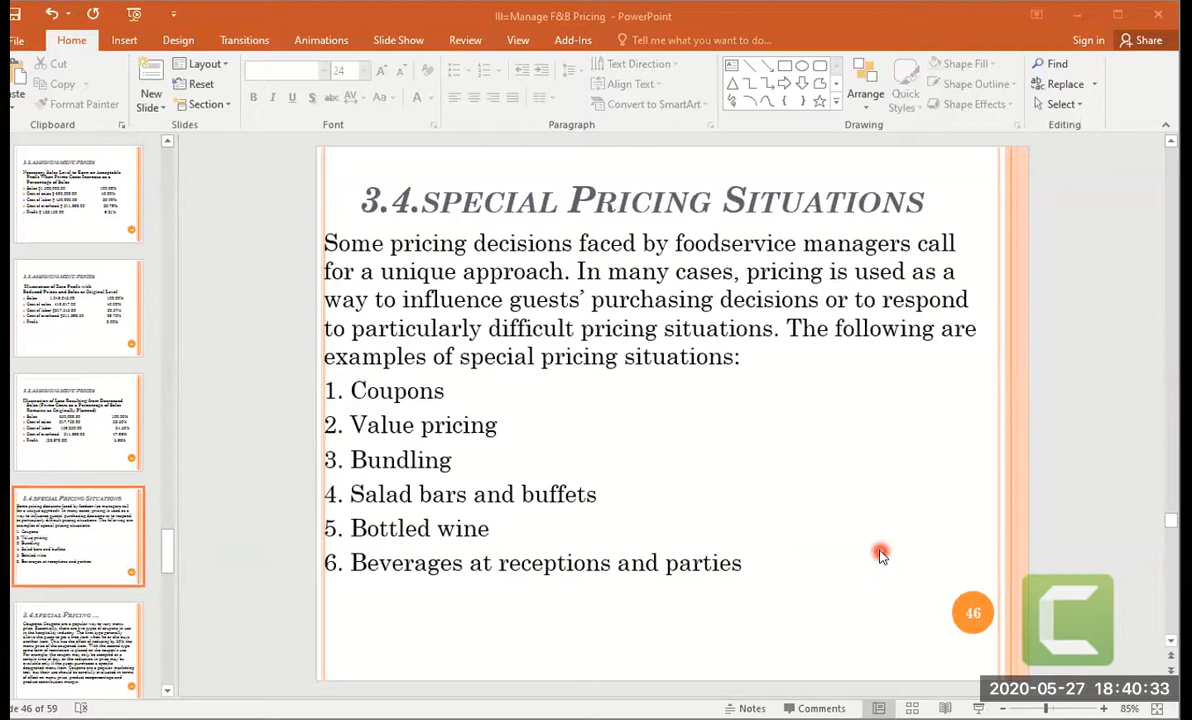 III=Manage F&B Pricing - PowerPoint
File Home Insert Design Transitions Animations Slide Show Review View Add-Ins Tell me what you want to do... Sign in Share
Cut
Copy
Format Painter
Clipboard
New
Slide
Layout
Reset
Section
Slides
24
Font
Text Direction
Align Text
Convert to SmartArt
Paragraph
Arrange
Quick
Styles
Shape Fill
Shape Outline
Shape Effects
Drawing
Find
Replace
Select
Editing
3.4.SPECIAL PRICING SITUATIONS
Some pricing decisions faced by foodservice managers call
for a unique approach. In many cases, pricing is used as a
way to influence guests’ purchasing decisions or to respond
to particularly difficult pricing situations. The following are
examples of special pricing situations:
1. Coupons
2. Value pricing
3. Bundling
4. Salad bars and buffets
5. Bottled wine
6. Beverages at receptions and parties
46
2020-05-27 18:40:33
de 46 of 59
Notes
Comments
85%